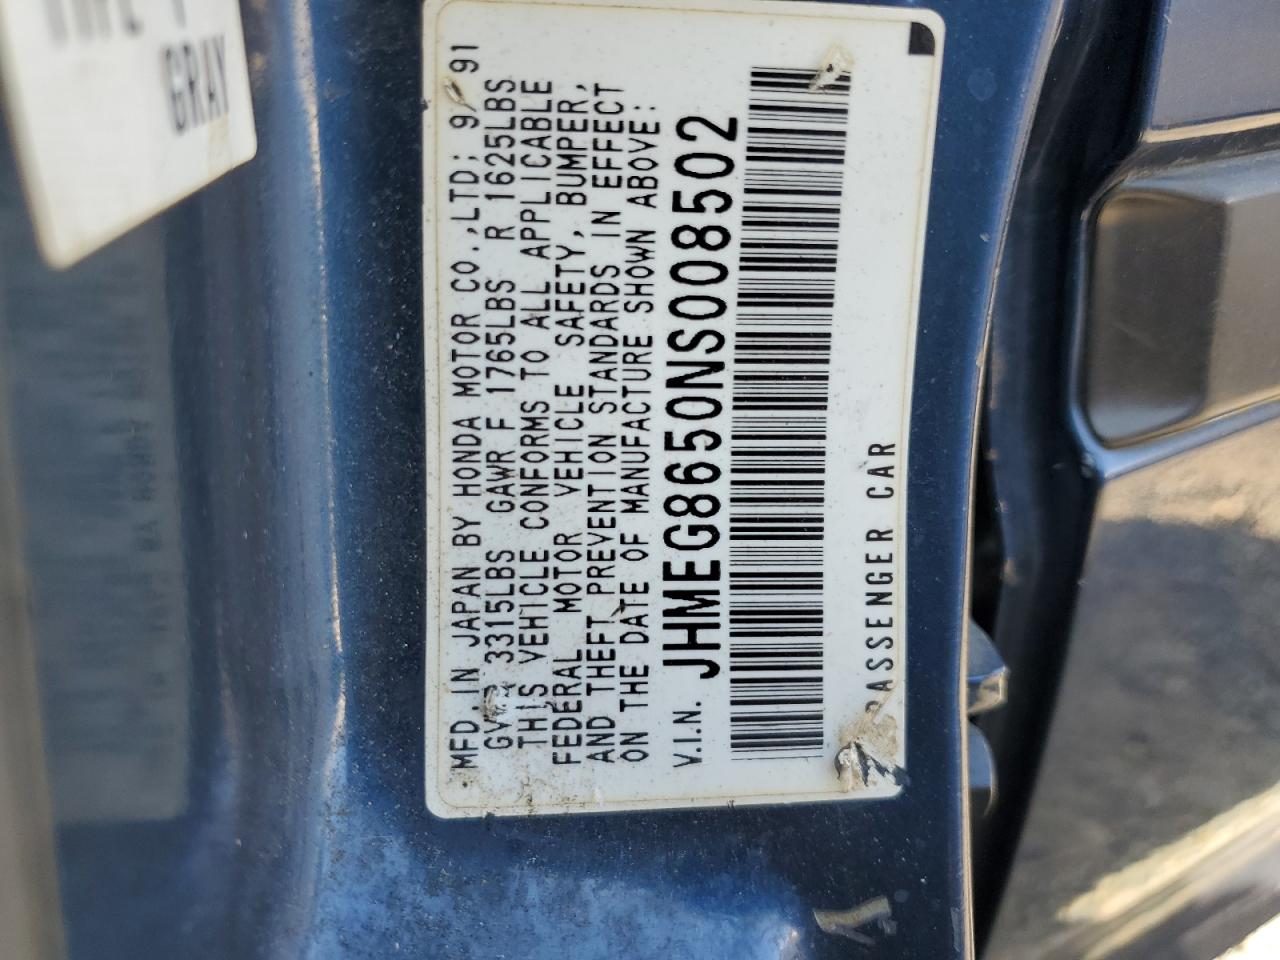 GRAY
MFD. IN JAPAN BY HONDA MOTOR CO.,LTD; 9/ 91
3315LBS GAWR F 1765LBS R 1625LBS
THIS VEHICLE CONFORMS TO ALL APPLICABLE
FEDERAL MOTOR VEHICLE SAFETY, BUMPER,
AND THEFT PREVENTION STANDARDS IN EFFECT
ON THE DATE OF MANUFACTURE SHOWN ABOVE:
V.I.N. JHMEG8650NS008502
PASSENGER CAR